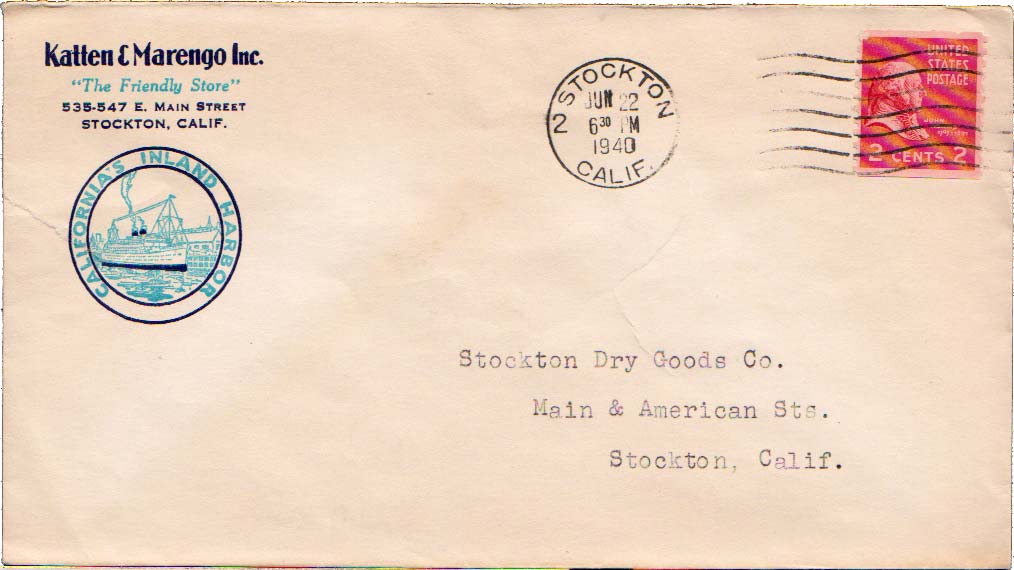 Katten & Marengo Inc.
"The Friendly Store"
535-547 E. MAIN STREET
STOCKTON, CALIF.
CALIFORNIA'S INLAND HARBOR
STOCKTON
JUN 22
6 30 PM
1940
CALIF.
2
UNITED
STATES
POSTAGE
JOHN
2 CENTS 2
Stockton Dry Goods Co.
Main & American Sts.
Stockton, Calif.